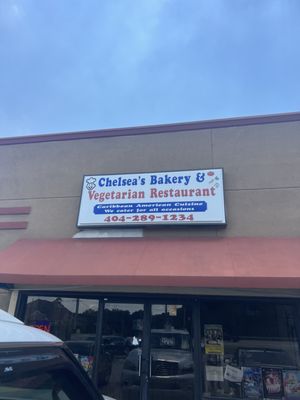 Chelsea's Bakery &
Vegetarian Restaurant
Caribbean American Cuisine
We cater for all occasions
404-289-1234